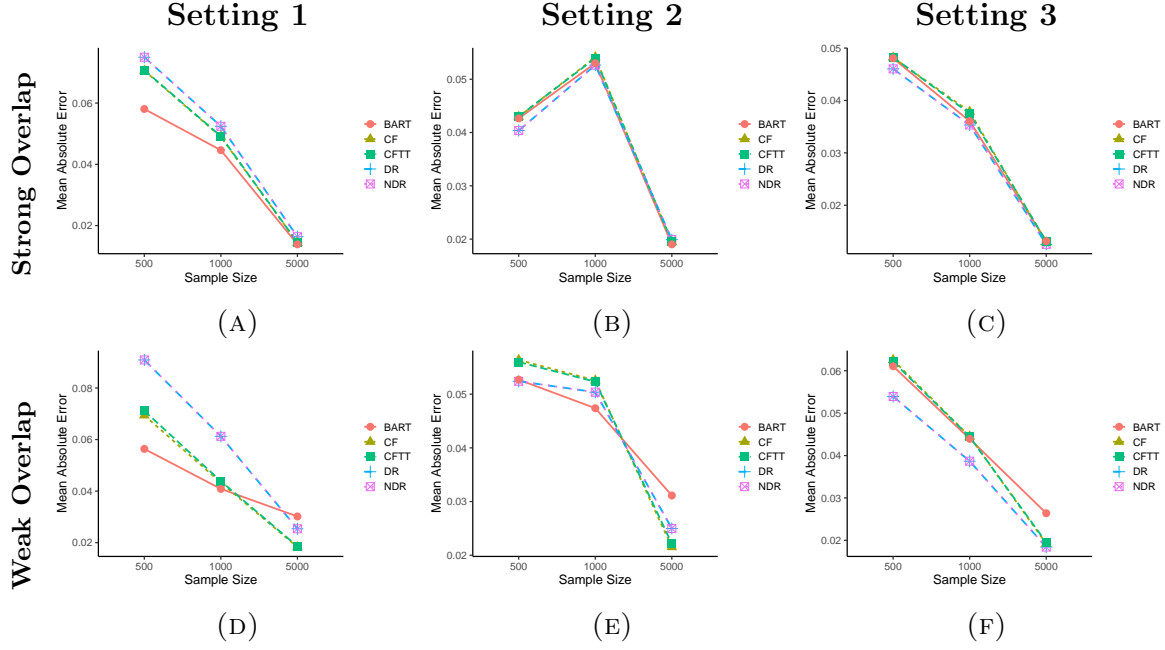 Setting 1 Setting 2 Setting 3
Strong Overlap
Mean Absolute Error
0.06
0.04
0.02
500 1000 5000
Sample Size
BART
CF
CFTT
DR
NDR
(A)
Mean Absolute Error
0.05
0.04
0.03
0.02
500 1000 5000
Sample Size
BART
CF
CFTT
DR
NDR
(B)
Mean Absolute Error
0.05
0.04
0.03
0.02
500 1000 5000
Sample Size
BART
CF
CFTT
DR
NDR
(C)
Weak Overlap
Mean Absolute Error
0.08
0.06
0.04
0.02
500 1000 5000
Sample Size
BART
CF
CFTT
DR
NDR
(D)
Mean Absolute Error
0.05
0.04
0.03
0.02
500 1000 5000
Sample Size
BART
CF
CFTT
DR
NDR
(E)
Mean Absolute Error
0.06
0.05
0.04
0.03
0.02
500 1000 5000
Sample Size
BART
CF
CFTT
DR
NDR
(F)